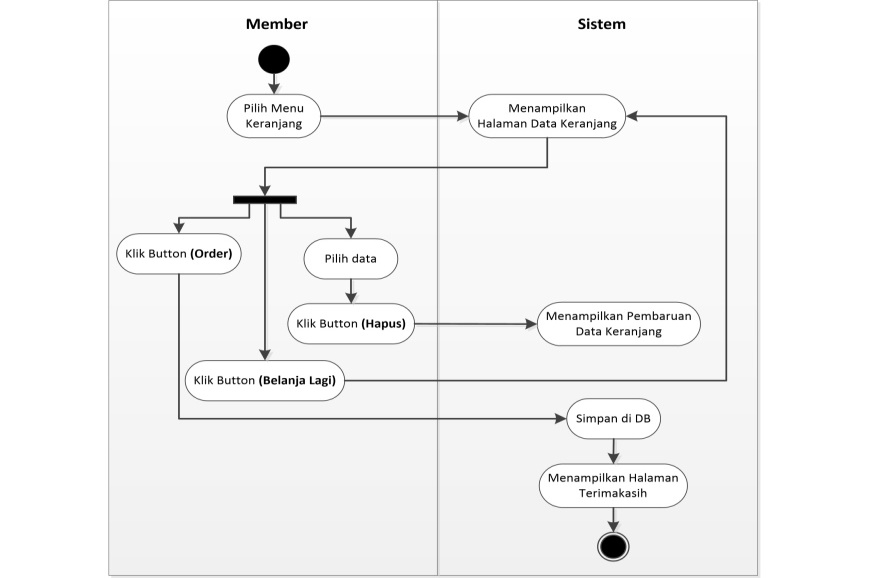 Member
Sistem
Pilih Menu
Keranjang
Menampilkan
Halaman Data Keranjang
Klik Button (Order)
Pilih data
Klik Button (Hapus)
Menampilkan Pembaruan
Data Keranjang
Klik Button (Belanja Lagi)
Simpan di DB
Menampilkan Halaman
Terimakasih